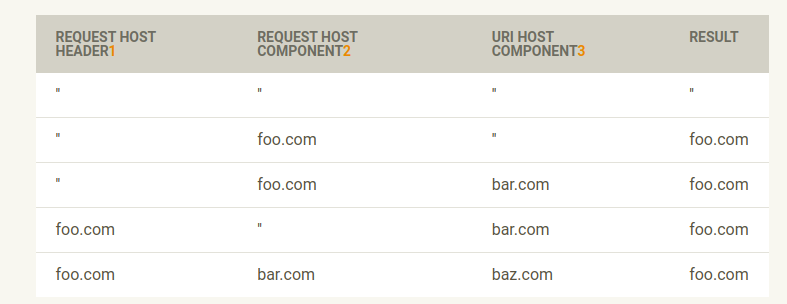 REQUEST HOST HEADER1 REQUEST HOST COMPONENT2 URI HOST COMPONENT3 RESULT
" " " "
" foo.com " foo.com
" foo.com bar.com foo.com
foo.com " bar.com foo.com
foo.com bar.com baz.com foo.com